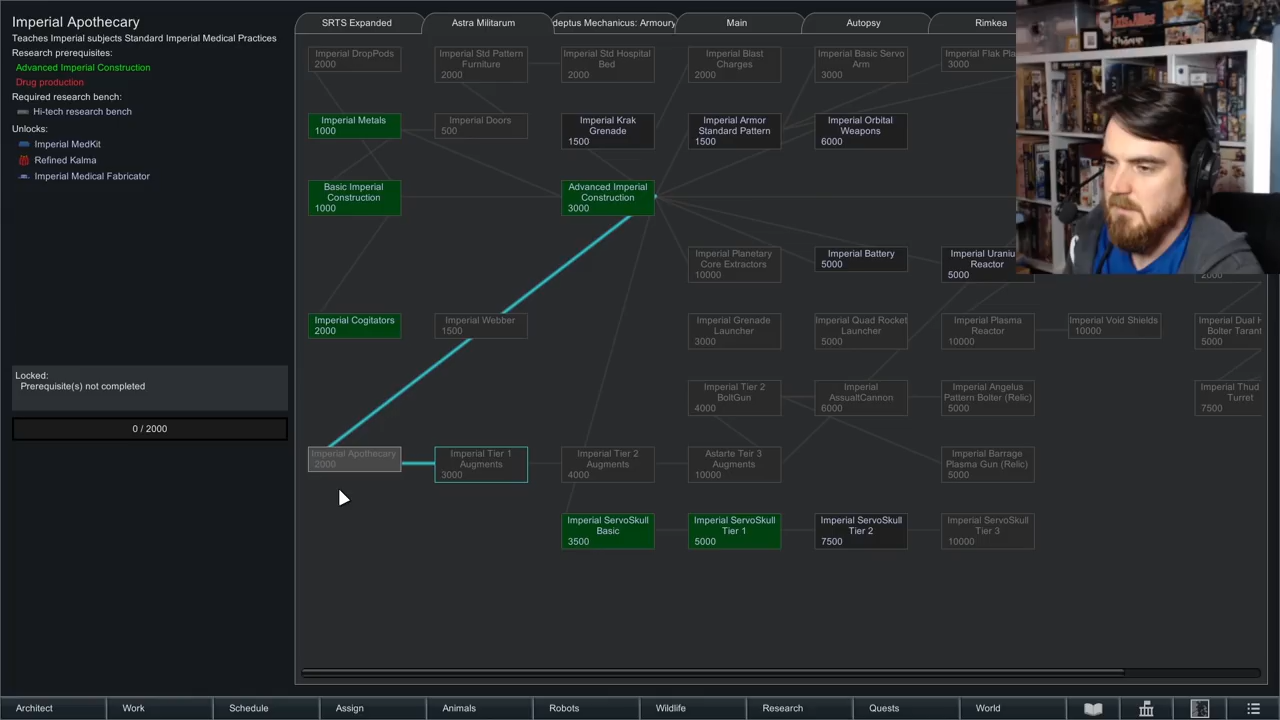 Imperial Apothecary
Teaches Imperial subjects Standard Imperial Medical Practices
Research prerequisites:
Advanced Imperial Construction
Drug production
Required research bench:
Hi-tech research bench
Unlocks:
Imperial MedKit
Refined Kalma
Imperial Medical Fabricator
Locked:
Prerequisite(s) not completed
0 / 2000
SRTS Expanded
Astra Militarum
deptus Mechanicus: Armoury
Main
Autopsy
Rimkea
Imperial DropPods
2000
Imperial Std Pattern
Furniture
2000
Imperial Std Hospital
Bed
2000
Imperial Blast
Charges
2000
Imperial Basic Servo
Arm
3000
Imperial Flak Pla
3000
Imperial Metals
1000
Imperial Doors
500
Imperial Krak
Grenade
1500
Imperial Armor
Standard Pattern
1500
Imperial Orbital
Weapons
6000
Basic Imperial
Construction
1000
Advanced Imperial
Construction
3000
Imperial Planetary
Core Extractors
10000
Imperial Battery
5000
Imperial Uraniu
Reactor
5000
2000
Imperial Cogitators
2000
Imperial Webber
1500
Imperial Grenade
Launcher
3000
Imperial Quad Rocket
Launcher
5000
Imperial Plasma
Reactor
10000
Imperial Void Shields
10000
Imperial Dual H
Bolter Tarant
5000
Imperial Tier 2
BoltGun
4000
Imperial
AssualtCannon
6000
Imperial Angelus
Pattern Bolter (Relic)
5000
Imperial Thud
Turret
7500
Imperial Apothecary
2000
Imperial Tier 1
Augments
3000
Imperial Tier 2
Augments
4000
Astarte Teir 3
Augments
10000
Imperial Barrage
Plasma Gun (Relic)
5000
Imperial ServoSkull
Basic
3500
Imperial ServoSkull
Tier 1
5000
Imperial ServoSkull
Tier 2
7500
Imperial ServoSkull
Tier 3
10000
Architect
Work
Schedule
Assign
Animals
Robots
Wildlife
Research
Quests
World